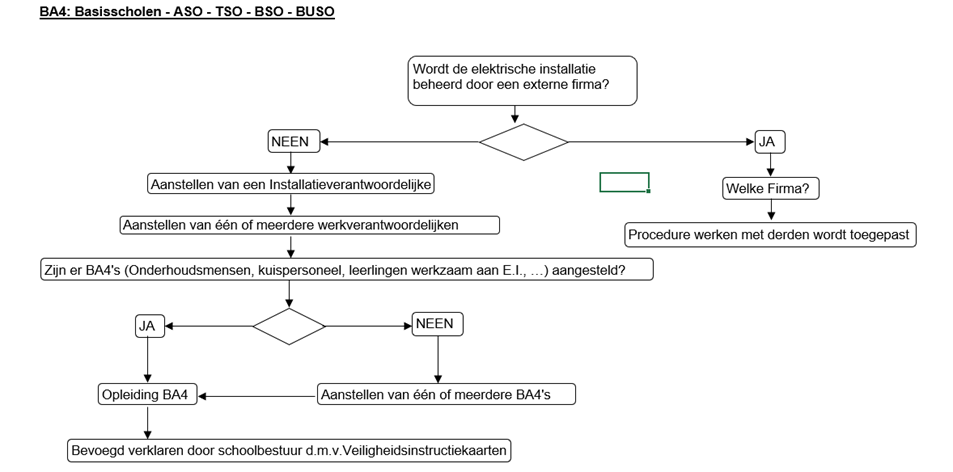 BA4: Basisscholen - ASO - TSO - BSO - BUSO
Wordt de elektrische installatie
beheerd door een externe firma?
NEEN
JA
Aanstellen van een Installatieverantwoordelijke
Welke Firma?
Aanstellen van één of meerdere werkverantwoordelijken
Procedure werken met derden wordt toegepast
Zijn er BA4's (Onderhoudsmensen, kuispersoneel, leerlingen werkzaam aan E.I., ...) aangesteld?
JA
NEEN
Opleiding BA4
Aanstellen van één of meerdere BA4's
Bevoegd verklaren door schoolbestuur d.m.v.Veiligheidsinstructiekaarten